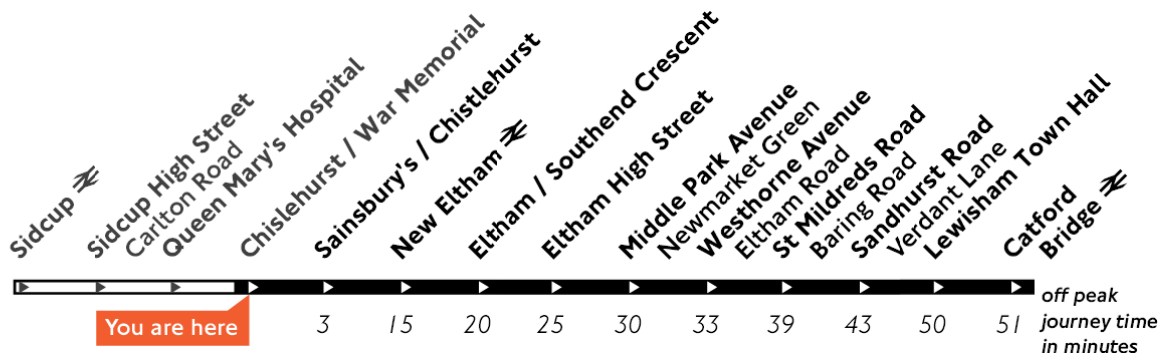 Sidcup
Sidcup High Street
Carlton Road
Queen Mary's Hospital
Chislehurst / War Memorial
Sainsbury's / Chistlehurst
New Eltham
Eltham / Southend Crescent
Eltham High Street
Middle Park Avenue
Newmarket Green
Westhorne Avenue
Eltham Road
St Mildreds Road
Baring Road
Sandhurst Road
Verdant Lane
Lewisham Town Hall
Catford
Bridge
You are here
3 15 20 25 30 33 39 43 50 51
off peak
journey time
in minutes